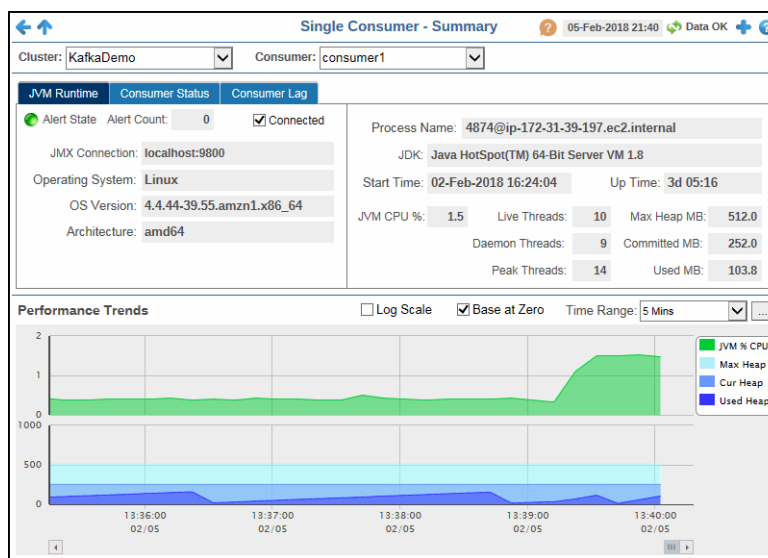 Single Consumer - Summary ? 05-Feb-2018 21:40 Data OK ?
Cluster: KafkaDemo Consumer: consumer1
JVM Runtime Consumer Status Consumer Lag
Alert State Alert Count: 0 Connected
JMX Connection: localhost:9800
Operating System: Linux
OS Version: 4.4.44-39.55.amzn1.x86_64
Architecture: amd64
Process Name: 4874@ip-172-31-39-197.ec2.internal
JDK: Java HotSpot(TM) 64-Bit Server VM 1.8
Start Time: 02-Feb-2018 16:24:04 Up Time: 3d 05:16
JVM CPU %: 1.5 Live Threads: 10 Max Heap MB: 512.0
Daemon Threads: 9 Committed MB: 252.0
Peak Threads: 14 Used MB: 103.8
Performance Trends Log Scale Base at Zero Time Range: 5 Mins ...
2
1
0
JVM % CPU
Max Heap
Cur Heap
Used Heap
1000
500
0
13:36:00 13:37:00 13:38:00 13:39:00 13:40:00
02/05 02/05 02/05 02/05 02/05